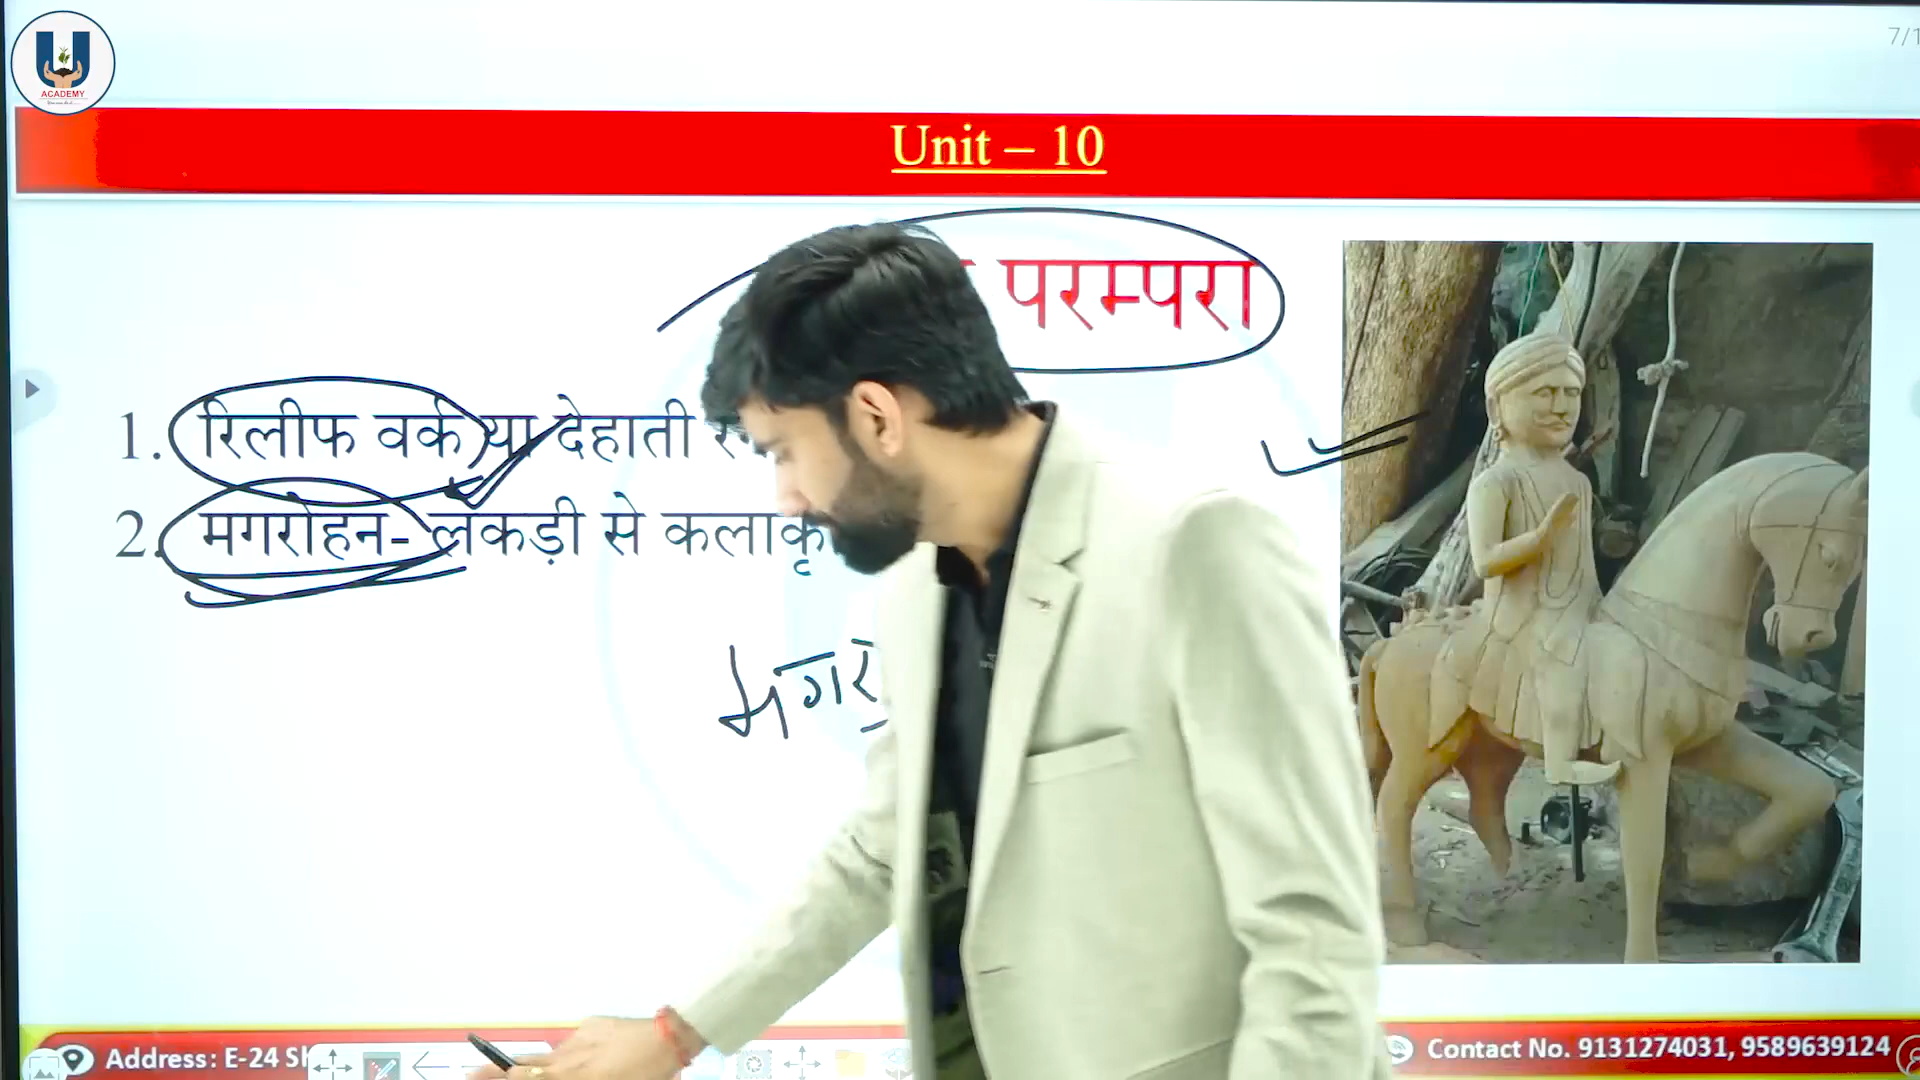 U
ACADEMY
7/1
Unit – 10
परम्परा
1. रिलीफ वर्क या देहाती
2. मगरोहन- लकड़ी से कलाकृ
मगर
Address: E-24 S
Contact No. 9131274031, 9589639124